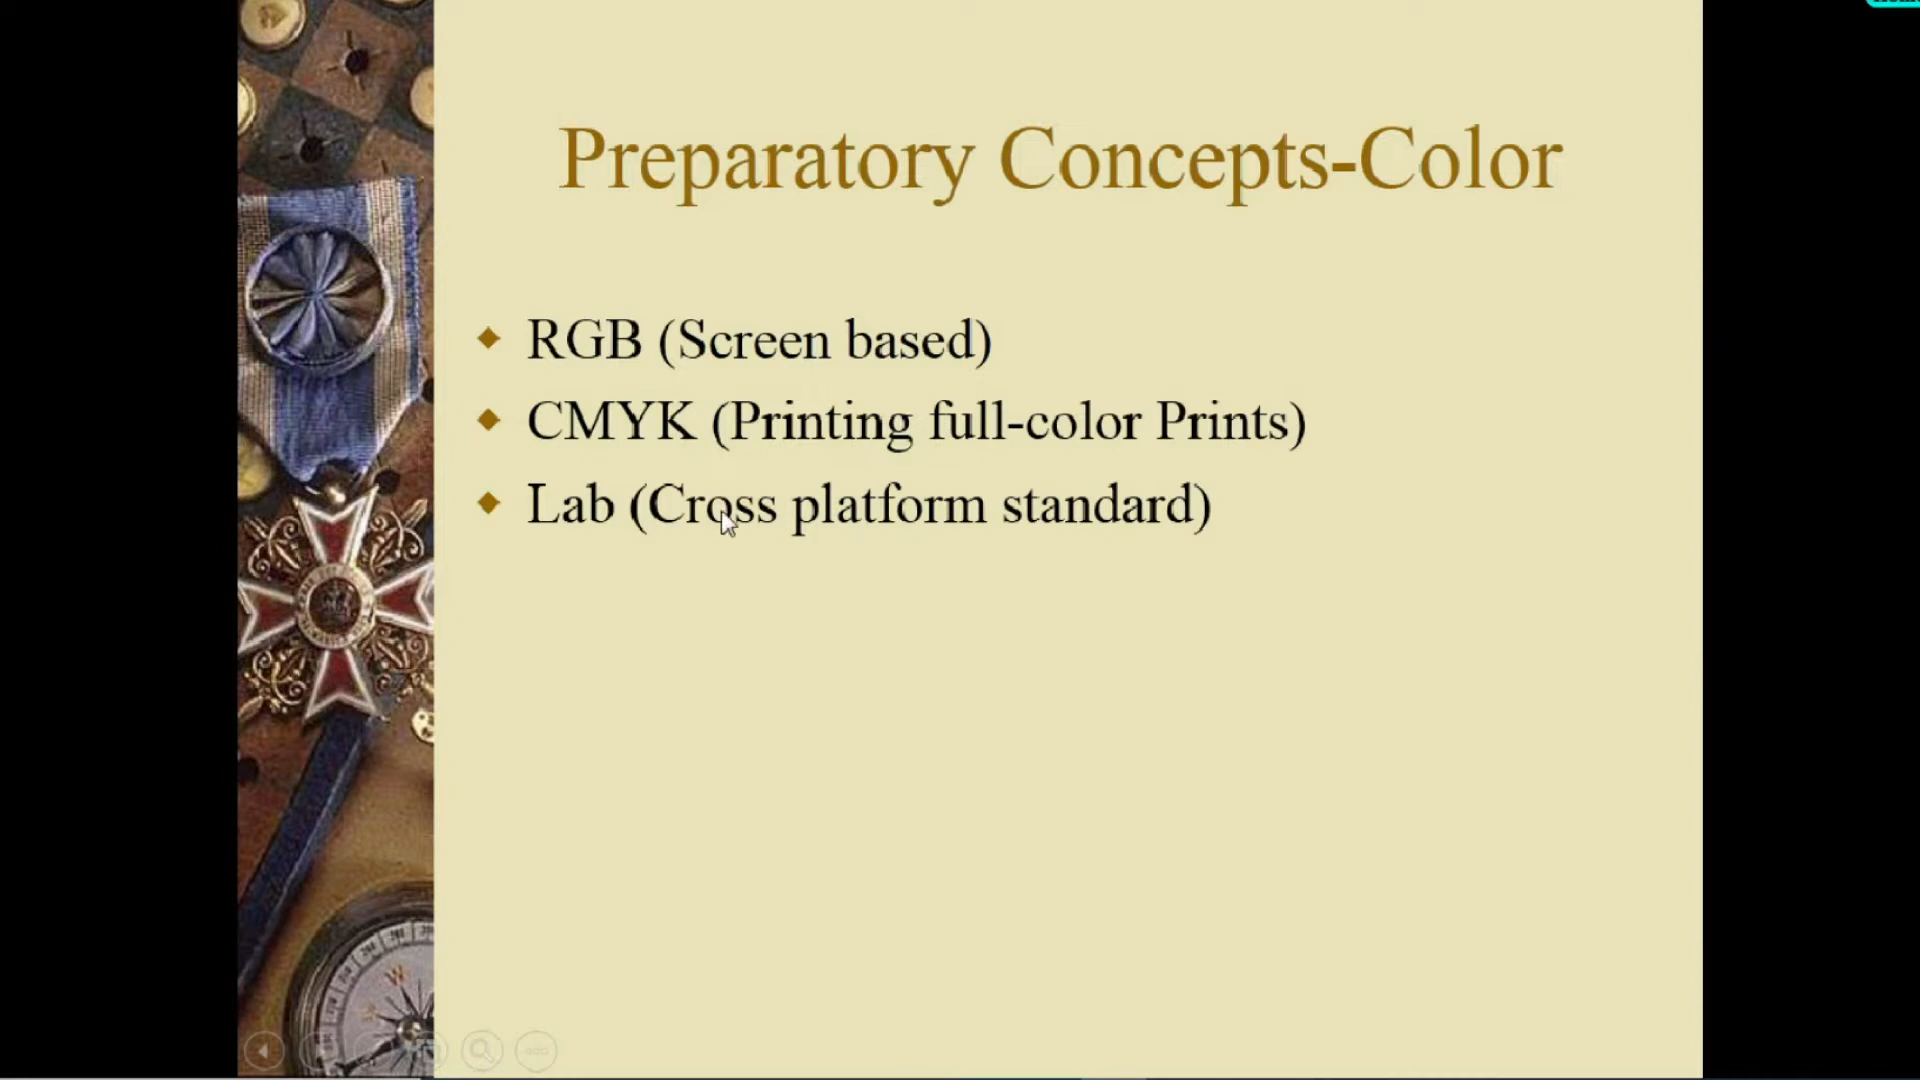 Preparatory Concepts-Color
RGB (Screen based)
CMYK (Printing full-color Prints)
Lab (Cross platform standard)
W